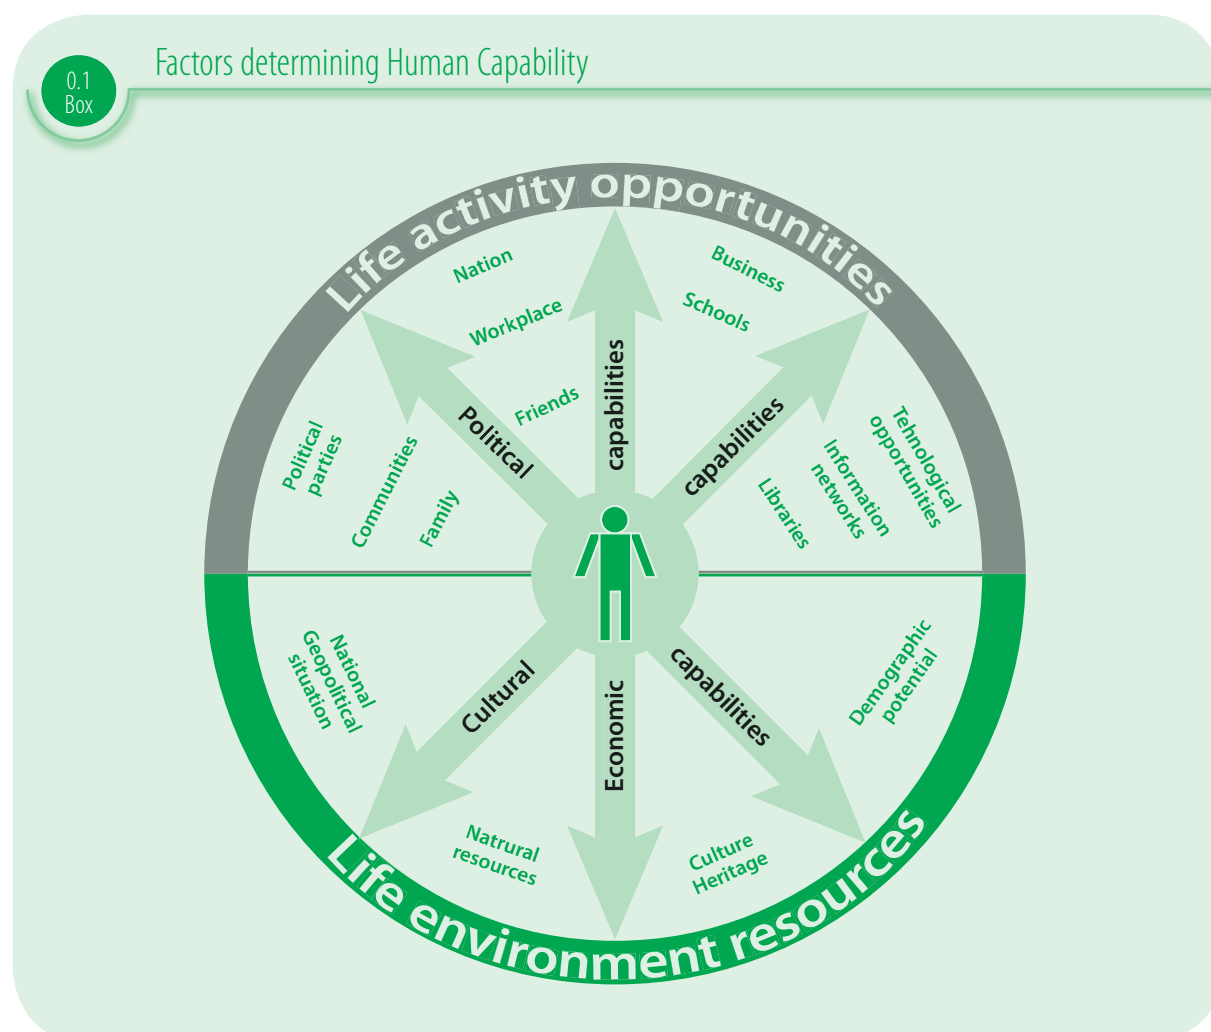 0.1
Box
Factors determining Human Capability
Life activity opportunities
Nation
Workplace
Friends
Business
Schools
Political
parties
Communities
Family
Political
capabilities
capabilities
Libraries
Information
networks
Tehnological
opportunities
National
Geopolitical
situation
Cultural
Economic
capabilities
Demographic
potential
Natrural
resources
Culture
Heritage
Life environment resources